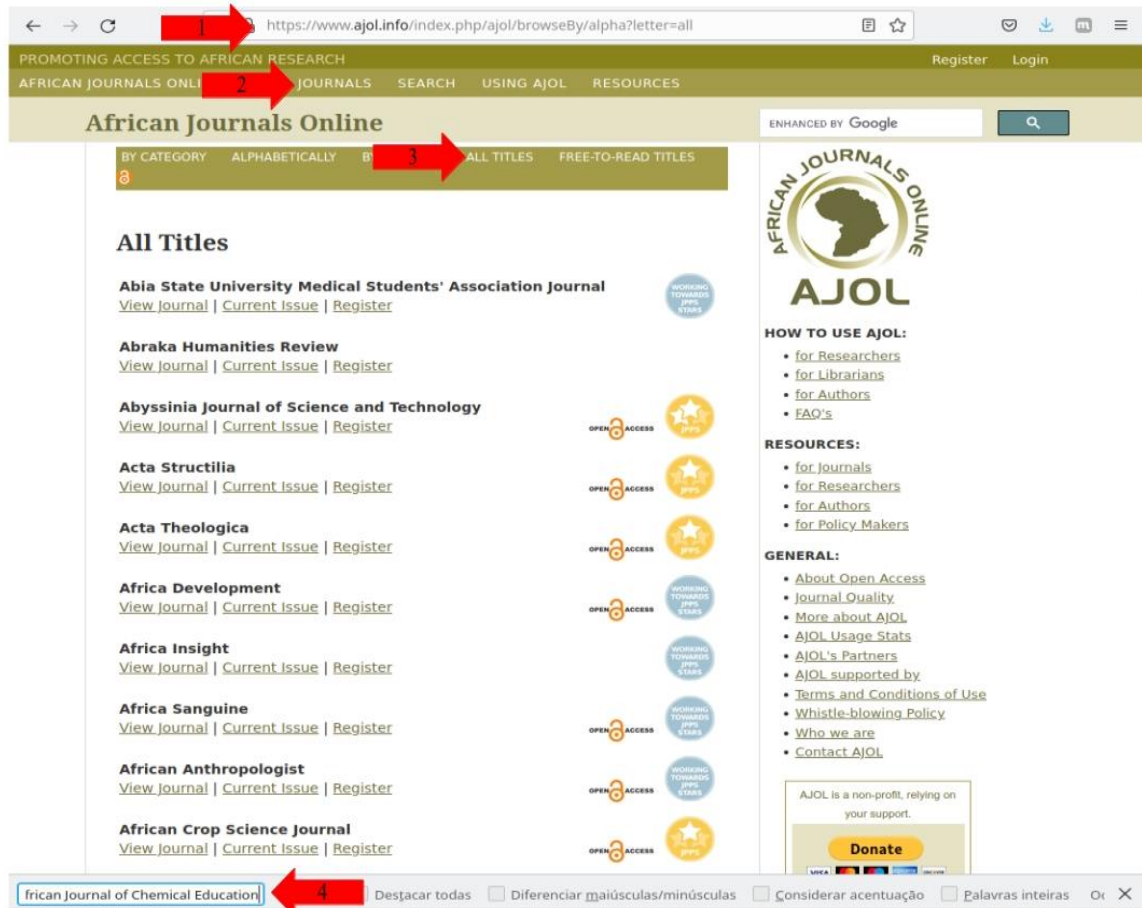 1 https://www.ajol.info/index.php/ajol/browseBy/alpha?letter=all
PROMOTING ACCESS TO AFRICAN RESEARCH Register Login
AFRICAN JOURNALS ONLI 2 JOURNALS SEARCH USING AJOL RESOURCES
African Journals Online ENHANCED BY Google
BY CATEGORY ALPHABETICALLY 3 ALL TITLES FREE-TO-READ TITLES
All Titles
Abia State University Medical Students' Association Journal
View Journal | Current Issue | Register
WORKING
TOWARDS
JPPS
STARS
Abraka Humanities Review
View Journal | Current Issue | Register
Abyssinia Journal of Science and Technology
View Journal | Current Issue | Register OPEN ACCESS JPPS
Acta Structilia
View Journal | Current Issue | Register OPEN ACCESS JPPS
Acta Theologica
View Journal | Current Issue | Register OPEN ACCESS JPPS
Africa Development
View Journal | Current Issue | Register OPEN ACCESS
WORKING
TOWARDS
JPPS
STARS
Africa Insight
View Journal | Current Issue | Register
WORKING
TOWARDS
JPPS
STARS
Africa Sanguine
View Journal | Current Issue | Register OPEN ACCESS
WORKING
TOWARDS
JPPS
STARS
African Anthropologist
View Journal | Current Issue | Register OPEN ACCESS
WORKING
TOWARDS
JPPS
STARS
African Crop Science Journal
View Journal | Current Issue | Register OPEN ACCESS JPPS
AFRICAN JOURNALS ONLINE
AJOL
HOW TO USE AJOL:
• for Researchers
• for Librarians
• for Authors
• FAQ's
RESOURCES:
• for Journals
• for Researchers
• for Authors
• for Policy Makers
GENERAL:
• About Open Access
• Journal Quality
• More about AJOL
• AJOL Usage Stats
• AJOL's Partners
• AJOL supported by
• Terms and Conditions of Use
• Whistle-blowing Policy
• Who we are
• Contact AJOL
AJOL is a non-profit, relying on
your support.
Donate
VISA
frican Journal of Chemical Education 4 Destacar todas Diferenciar maiúsculas/minúsculas Considerar acentuação Palavras inteiras